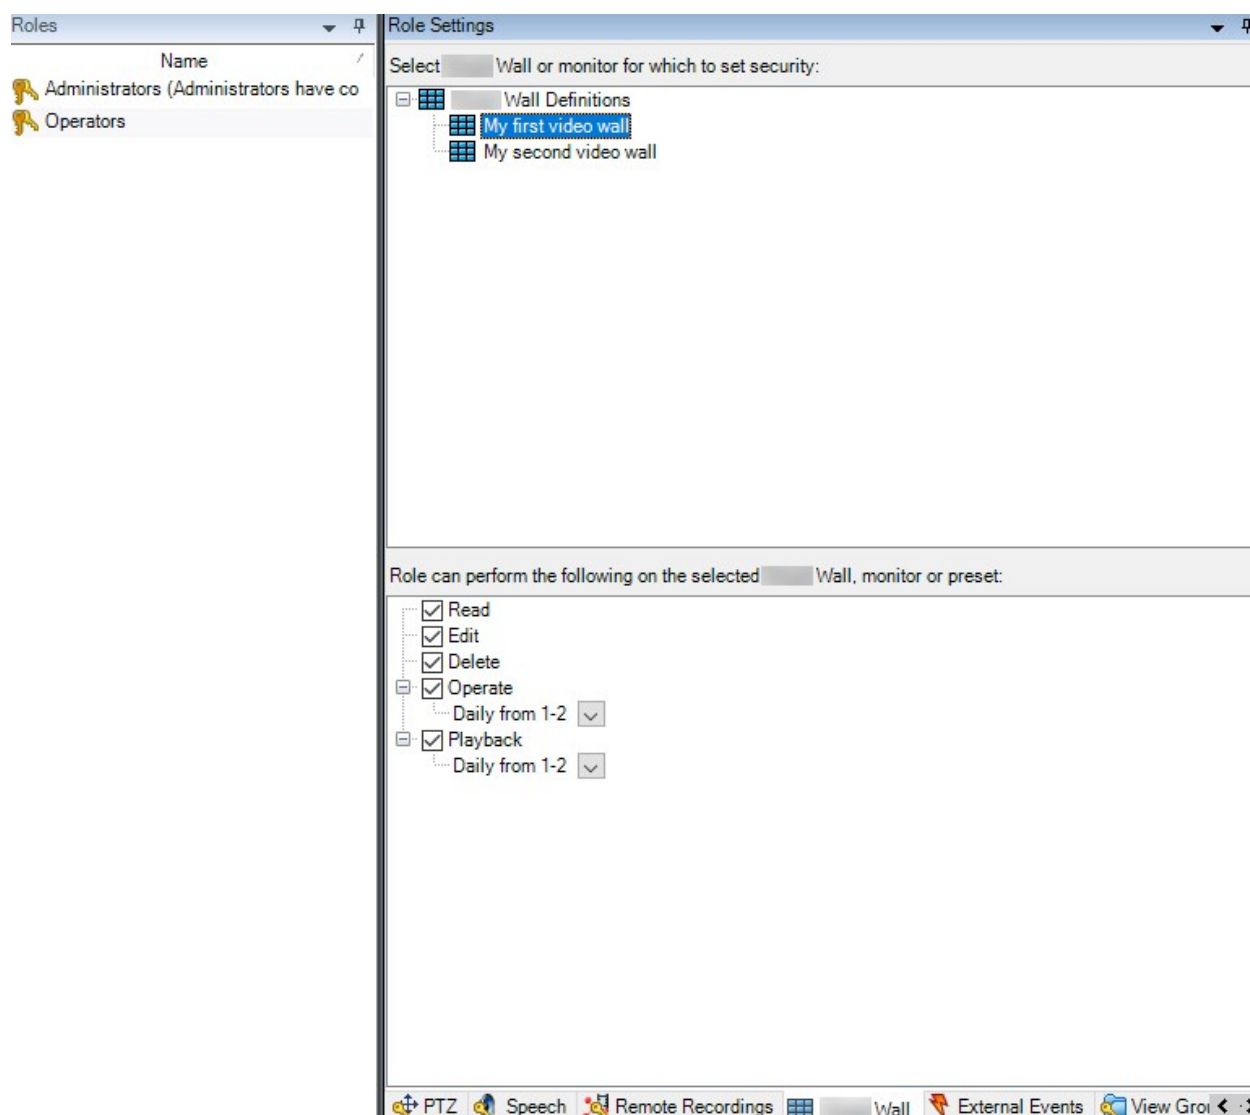 Roles
Name
Administrators (Administrators have co
Operators
Role Settings
Select Wall or monitor for which to set security:
Wall Definitions
My first video wall
My second video wall
Role can perform the following on the selected Wall, monitor or preset:
Read
Edit
Delete
Operate
Daily from 1-2
Playback
Daily from 1-2
PTZ Speech Remote Recordings Wall External Events View Grou